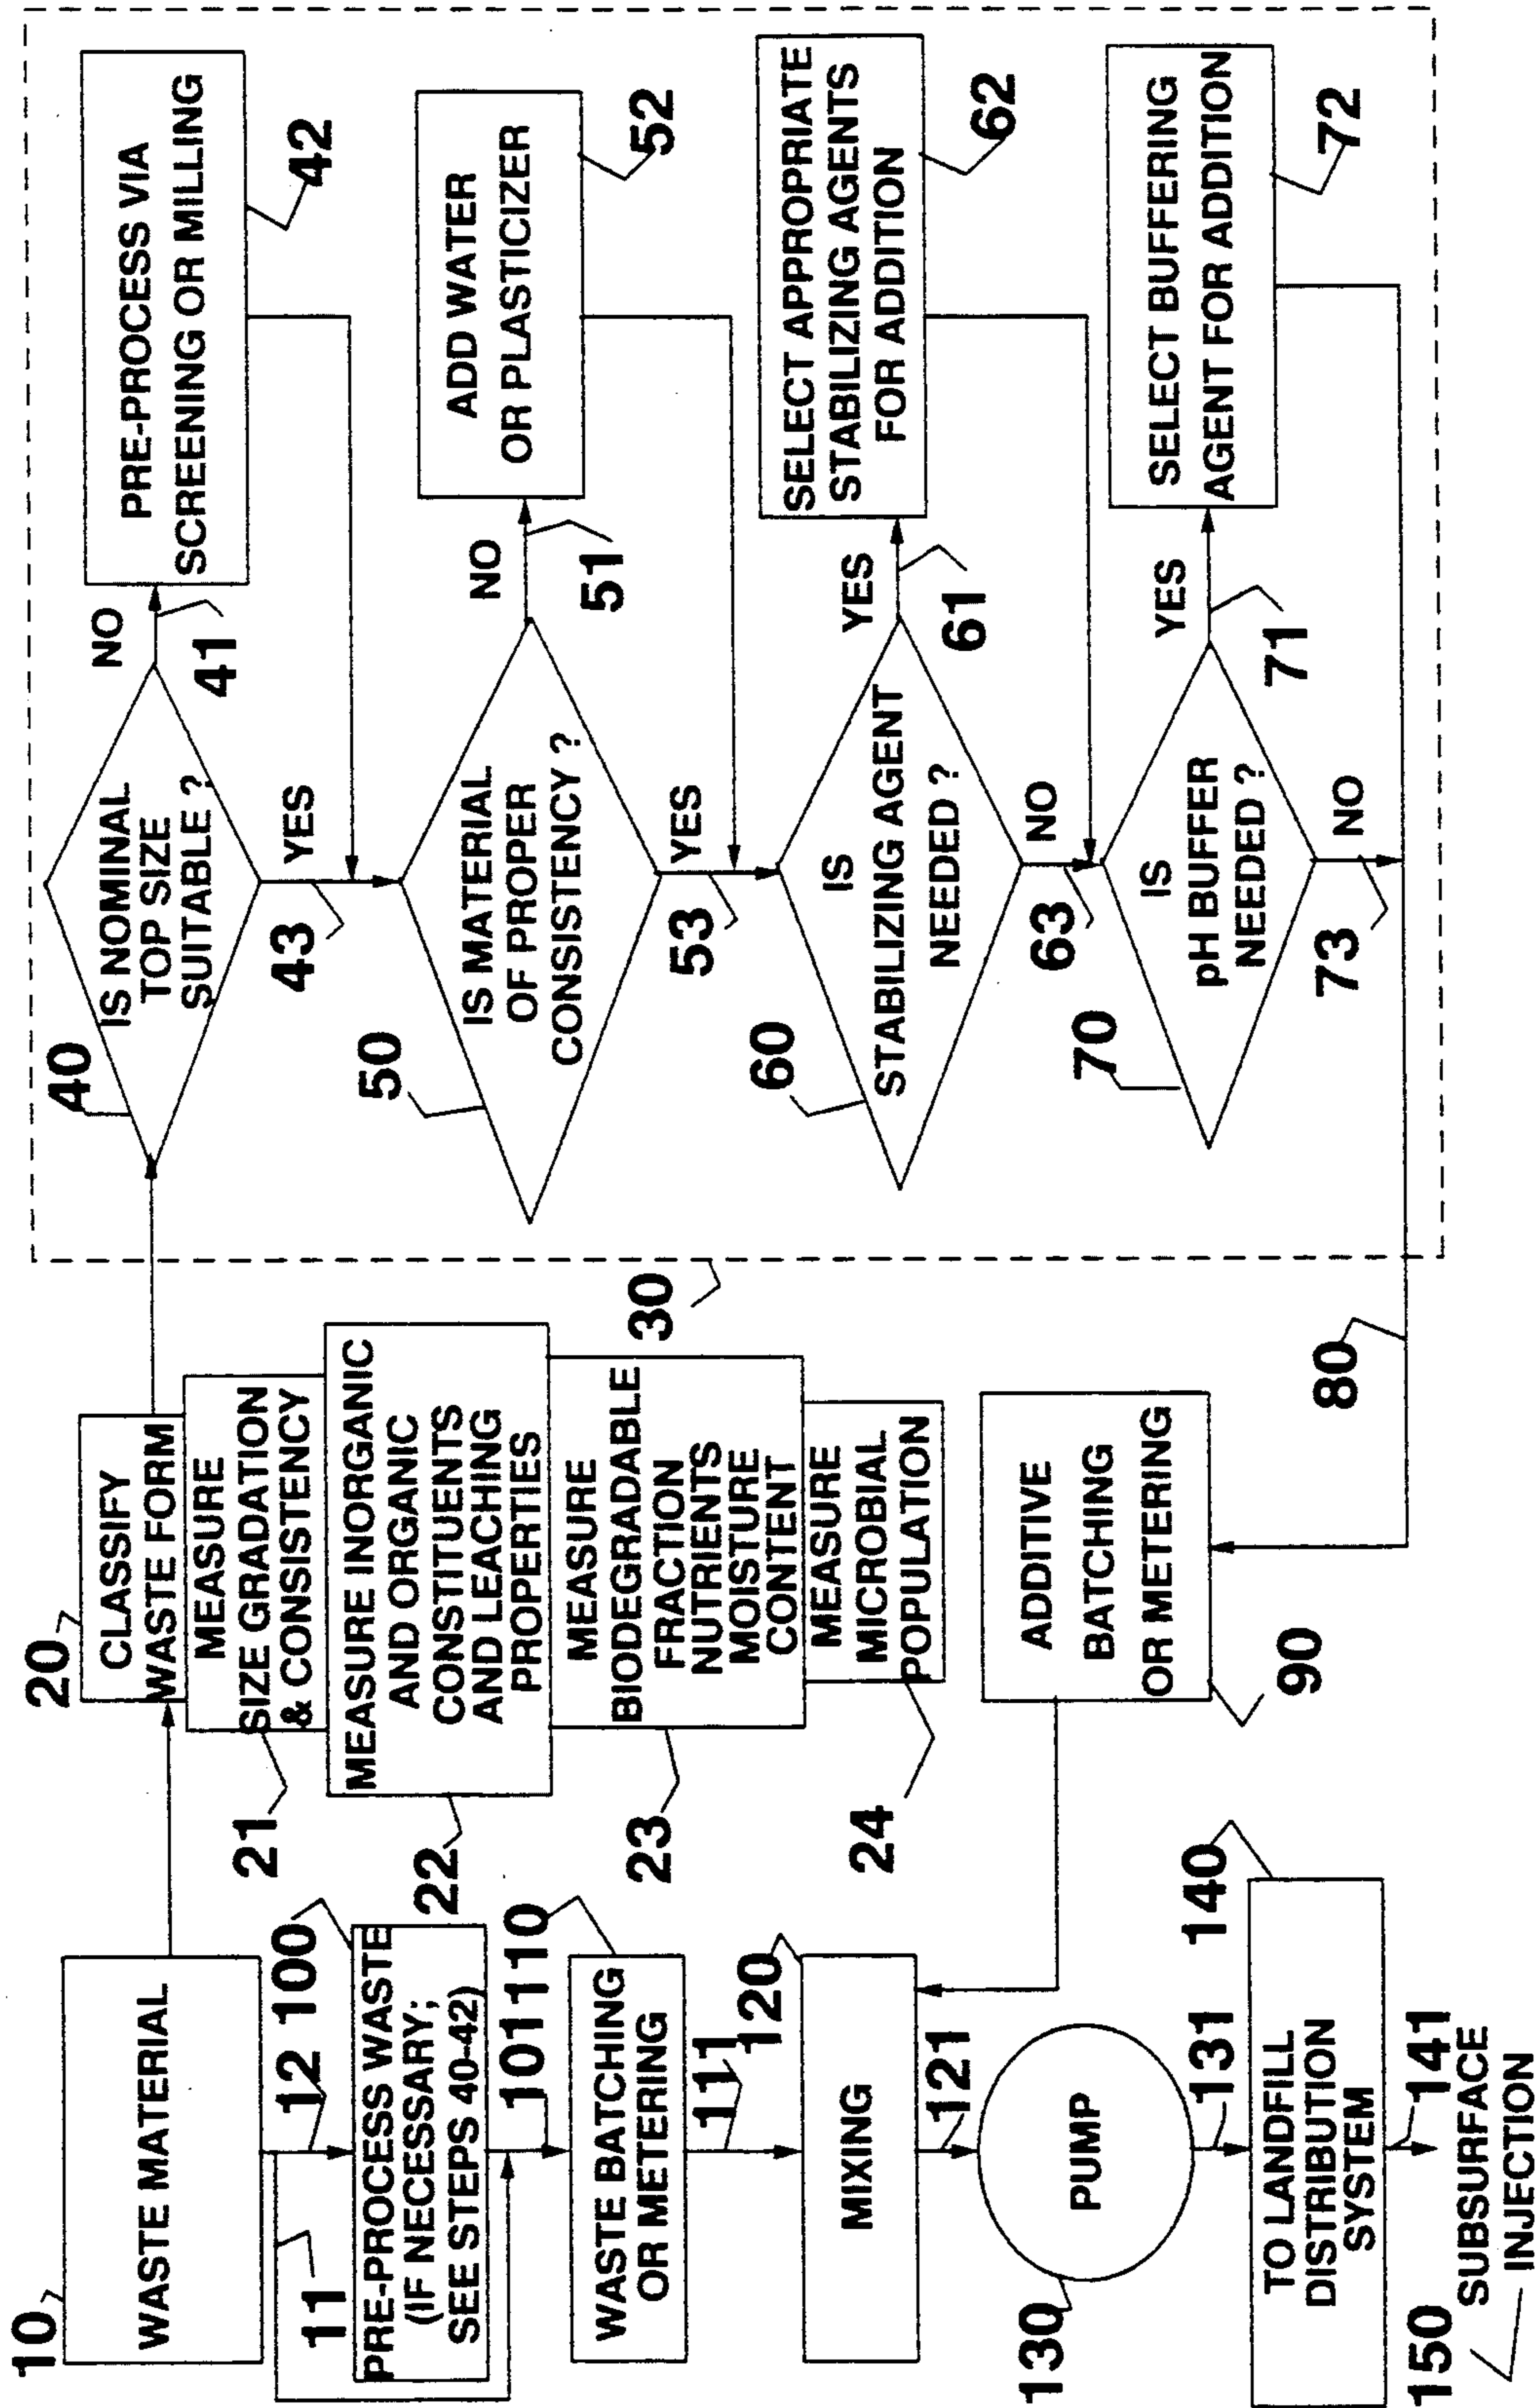 10
WASTE MATERIAL
11
12
100
PRE-PROCESS WASTE
(IF NECESSARY;
SEE STEPS 40-42)
101
110
WASTE BATCHING
OR METERING
111
120
MIXING
121
PUMP
130
131
140
TO LANDFILL
DISTRIBUTION
SYSTEM
141
150
SUBSURFACE
INJECTION
20
CLASSIFY
WASTE FORM
MEASURE
SIZE GRADATION
& CONSISTENCY
21
MEASURE INORGANIC
AND ORGANIC
CONSTITUENTS
AND LEACHING
PROPERTIES
22
MEASURE
BIODEGRADABLE
FRACTION
NUTRIENTS
MOISTURE
CONTENT
23
MEASURE
MICROBIAL
POPULATION
24
ADDITIVE
BATCHING
OR METERING
90
80
30
40
IS NOMINAL
TOP SIZE
SUITABLE ?
NO
41
PRE-PROCESS VIA
SCREENING OR MILLING
42
YES
43
50
IS MATERIAL
OF PROPER
CONSISTENCY ?
NO
51
ADD WATER
OR PLASTICIZER
52
YES
53
60
IS
STABILIZING AGENT
NEEDED ?
YES
61
SELECT APPROPRIATE
STABILIZING AGENTS
FOR ADDITION
62
NO
63
70
IS
pH BUFFER
NEEDED ?
YES
71
SELECT BUFFERING
AGENT FOR ADDITION
72
NO
73